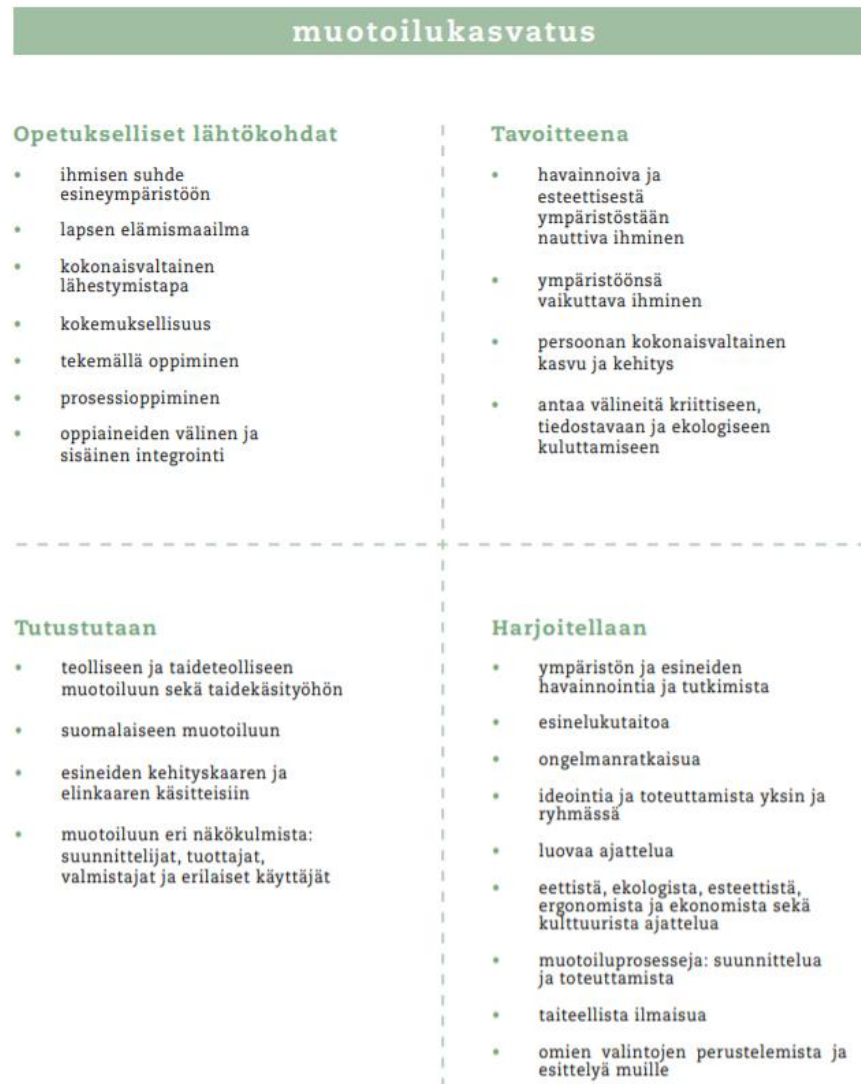 muotoilukasvatus
Opetukselliset lähtökohdat
• ihmisen suhde
esineympäristöön
• lapsen elämismaailma
• kokonaisvaltainen
lähestymistapa
• kokemuksellisuus
• tekemällä oppiminen
• prosessioppiminen
• oppiaineiden välinen ja
sisäinen integrointi
Tavoitteena
• havainnoiva ja
esteettisestä
ympäristöstään
nauttiva ihminen
• ympäristöönsä
vaikuttava ihminen
• persoonan kokonaisvaltainen
kasvu ja kehitys
• antaa välineitä kriittiseen,
tiedostavaan ja ekologiseen
kuluttamiseen
Tutustutaan
• teolliseen ja taideteolliseen
muotoiluun sekä taidekäsityöhön
• suomalaiseen muotoiluun
• esineiden kehityskaaren ja
elinkaaren käsitteisiin
• muotoiluun eri näkökulmista:
suunnittelijat, tuottajat,
valmistajat ja erilaiset käyttäjät
Harjoitellaan
• ympäristön ja esineiden
havainnointia ja tutkimista
• esinelukutaitoa
• ongelmanratkaisua
• ideointia ja toteuttamista yksin ja
ryhmässä
• luovaa ajattelua
• eettistä, ekologista, esteettistä,
ergonomista ja ekonomista sekä
kulttuurista ajattelua
• muotoiluprosesseja: suunnittelua
ja toteuttamista
• taiteellista ilmaisua
• omien valintojen perustelemista ja
esittelyä muille